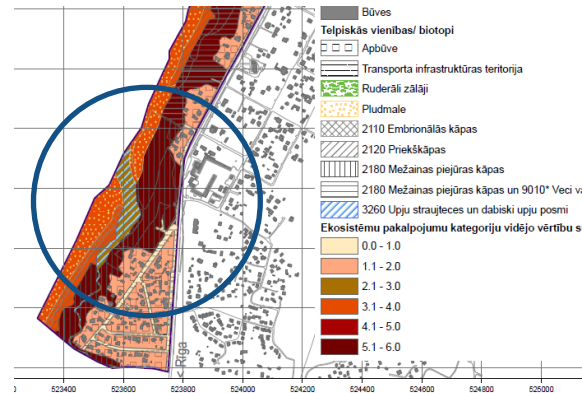 Būves
Telpiskās vienības/ biotopi
Apbūve
Transporta infrastruktūras teritorija
Ruderāli zālāji
Pludmale
2110 Embrionālās kāpas
2120 Priekškāpas
2180 Mežainas piejūras kāpas
2180 Mežainas piejūras kāpas un 9010* Veci va
3260 Upju straujteces un dabiski upju posmi
Ekosistēmu pakalpojumu kategoriju vidējo vērtību su
0.0 - 1.0
1.1 - 2.0
2.1 - 3.0
3.1 - 4.0
4.1 - 5.0
5.1 - 6.0
Rīga
0 523400 523600 523800 524000 524200 524400 524600 524800 525000